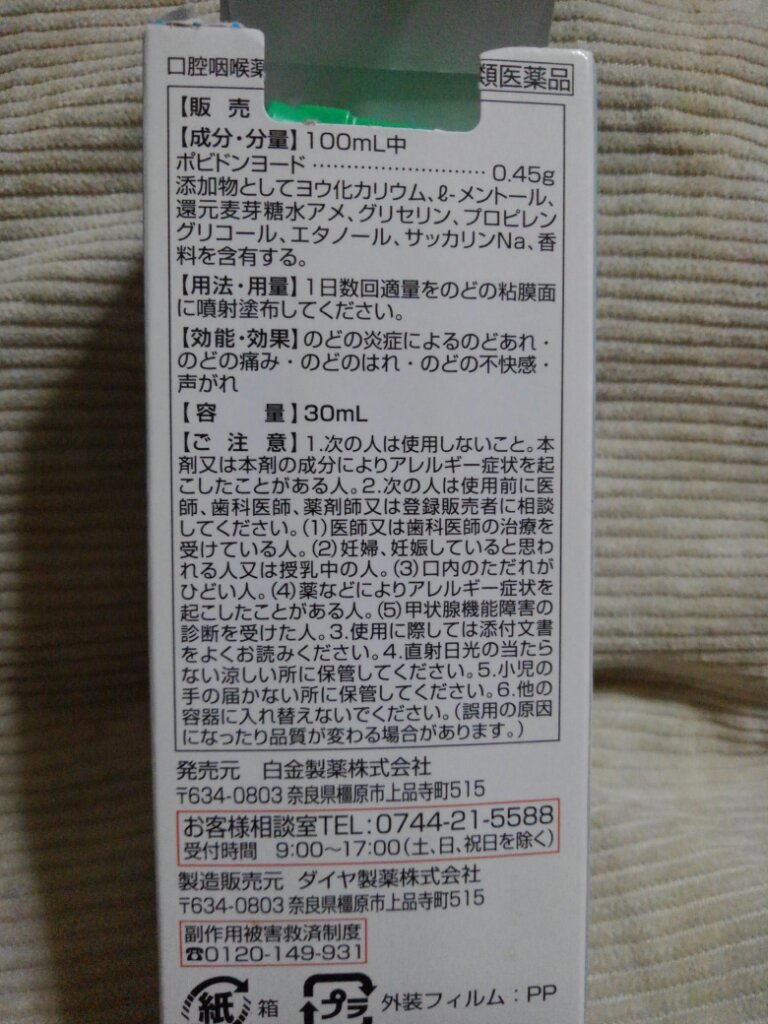 口腔咽喉薬
類医薬品
【販売
【成分・分量】100mL中
ポビドンヨード……………………… 0.45g
添加物としてヨウ化カリウム、ℓ-メントール、
還元麦芽糖水アメ、グリセリン、プロピレン
グリコール、エタノール、サッカリンNa、香
料を含有する。
【用法・用量】1日数回適量をのどの粘膜面
に噴射塗布してください。
【効能・効果】のどの炎症によるのどあれ・
のどの痛み・のどのはれ・のどの不快感・
声がれ
【容 量】30mL
【ご注意】1.次の人は使用しないこと。本
剤又は本剤の成分によりアレルギー症状を起
こしたことがある人。2.次の人は使用前に医
師、歯科医師、薬剤師又は登録販売者に相談
してください。(1)医師又は歯科医師の治療を
受けている人。(2)妊婦、妊娠していると思わ
れる人又は授乳中の人。(3)口内のただれが
ひどい人。(4)薬などによりアレルギー症状を
起こしたことがある人。(5)甲状腺機能障害の
診断を受けた人。3.使用に際しては添付文書
をよくお読みください。4.直射日光の当たら
ない涼しい所に保管してください。5.小児の
手の届かない所に保管してください。6.他の
容器に入れ替えないでください。(誤用の原因
になったり品質が変わる場合があります。)
発売元 白金製薬株式会社
〒634-0803 奈良県橿原市上品寺町515
お客様相談室TEL:0744-21-5588
受付時間 9:00〜17:00(土、日、祝日を除く)
製造販売元 ダイヤ製薬株式会社
〒634-0803 奈良県橿原市上品寺町515
副作用被害救済制度
☎0120-149-931
紙 箱 プラ 外装フィルム:PP